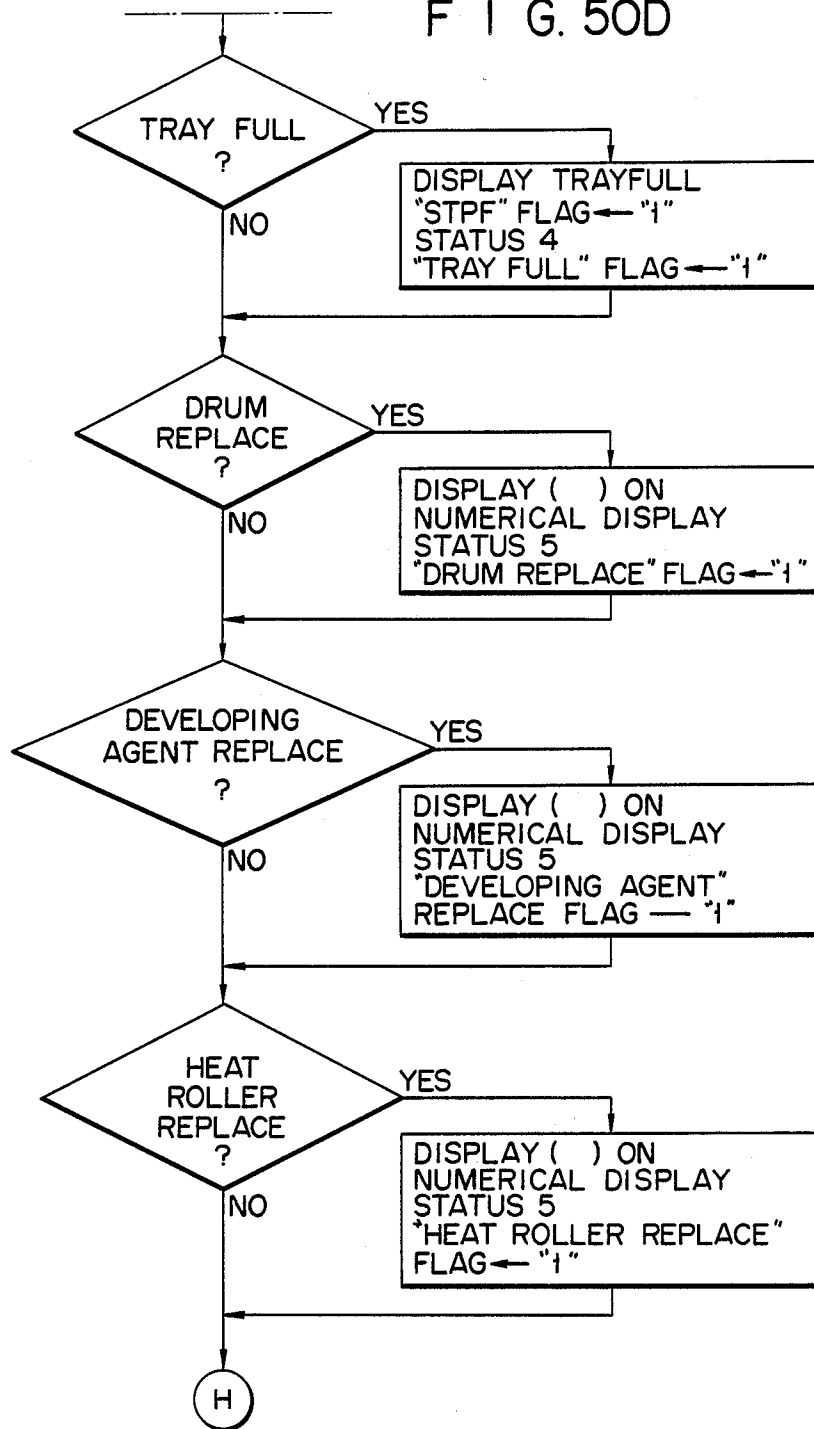 F I G. 50D
TRAY FULL
?
YES
NO
DISPLAY TRAYFULL
"STPF" FLAG ← "1"
STATUS 4
"TRAY FULL" FLAG ← "1"
DRUM
REPLACE
?
YES
NO
DISPLAY ( ) ON
NUMERICAL DISPLAY
STATUS 5
"DRUM REPLACE" FLAG ← "1"
DEVELOPING
AGENT REPLACE
?
YES
NO
DISPLAY ( ) ON
NUMERICAL DISPLAY
STATUS 5
"DEVELOPING AGENT"
REPLACE FLAG — "1"
HEAT
ROLLER
REPLACE
?
YES
NO
DISPLAY ( ) ON
NUMERICAL DISPLAY
STATUS 5
"HEAT ROLLER REPLACE"
FLAG ← "1"
H